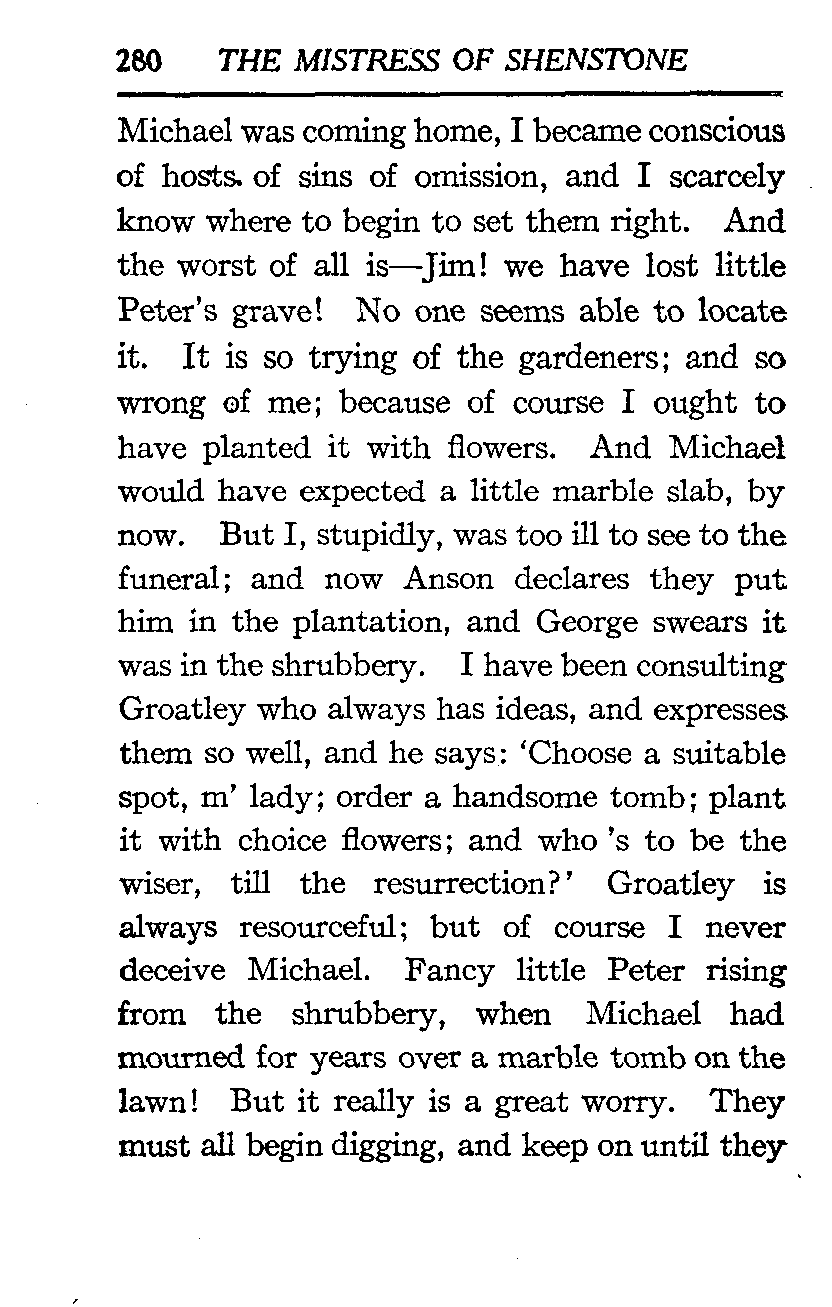 280 THE MISTRESS OF SHENSTONE
Michael was coming home, I became conscious
of hosts. of sins of omission, and I scarcely
know where to begin to set them right. And
the worst of all is—Jim! we have lost little
Peter's grave! No one seems able to locate
it. It is so trying of the gardeners; and so
wrong of me; because of course I ought to
have planted it with flowers. And Michael
would have expected a little marble slab, by
now. But I, stupidly, was too ill to see to the
funeral; and now Anson declares they put
him in the plantation, and George swears it
was in the shrubbery. I have been consulting
Groatley who always has ideas, and expresses
them so well, and he says: 'Choose a suitable
spot, m' lady; order a handsome tomb; plant
it with choice flowers; and who 's to be the
wiser, till the resurrection?' Groatley is
always resourceful; but of course I never
deceive Michael. Fancy little Peter rising
from the shrubbery, when Michael had
mourned for years over a marble tomb on the
lawn! But it really is a great worry. They
must all begin digging, and keep on until they